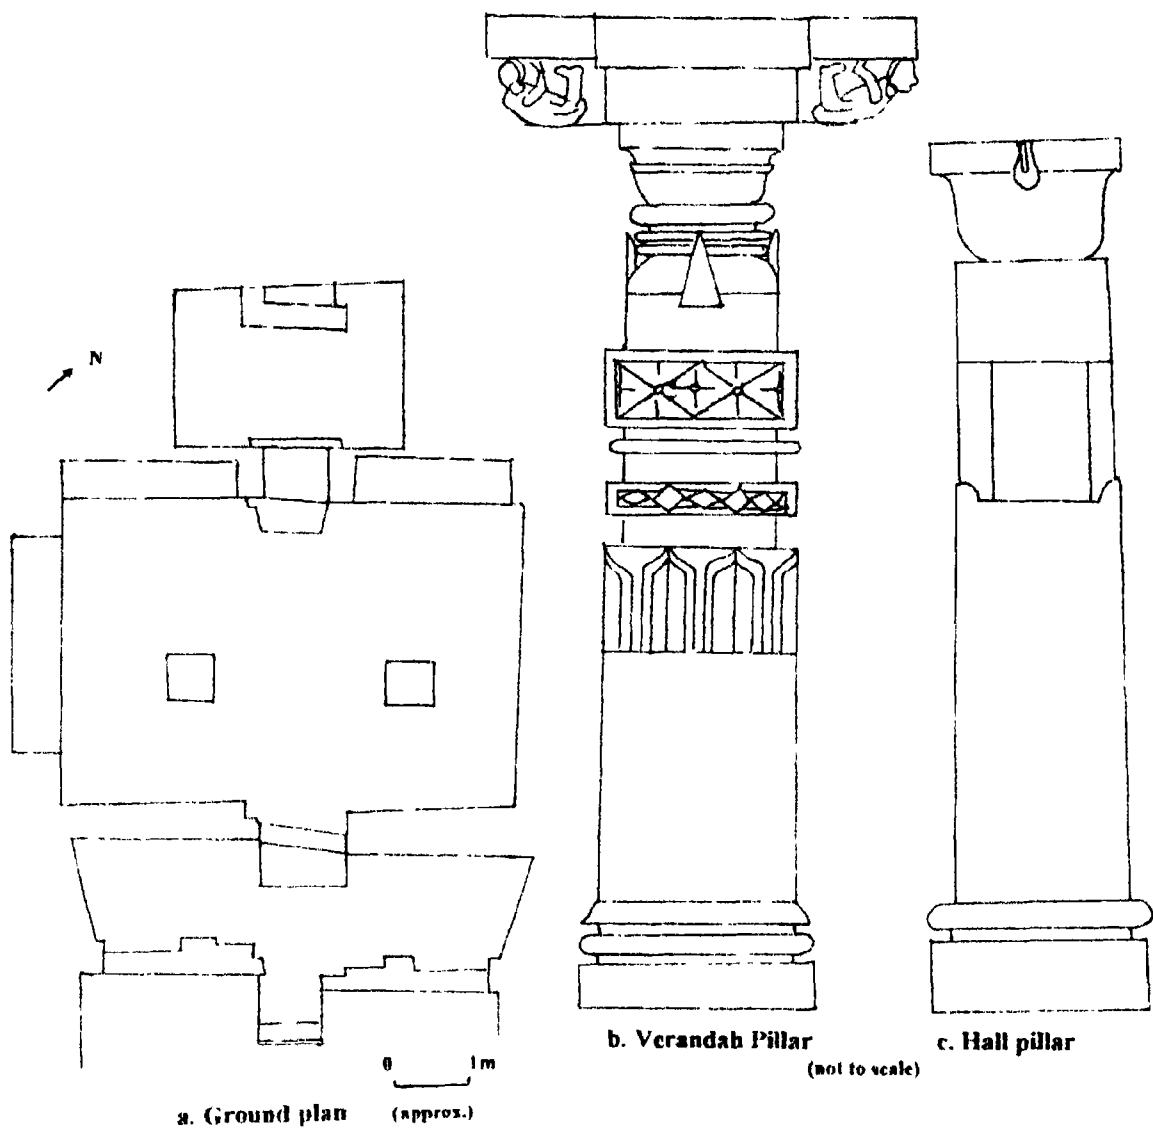 N
b. Verandah Pillar
c. Hall pillar
(not to scale)
0 1m
a. Ground plan
(approx.)